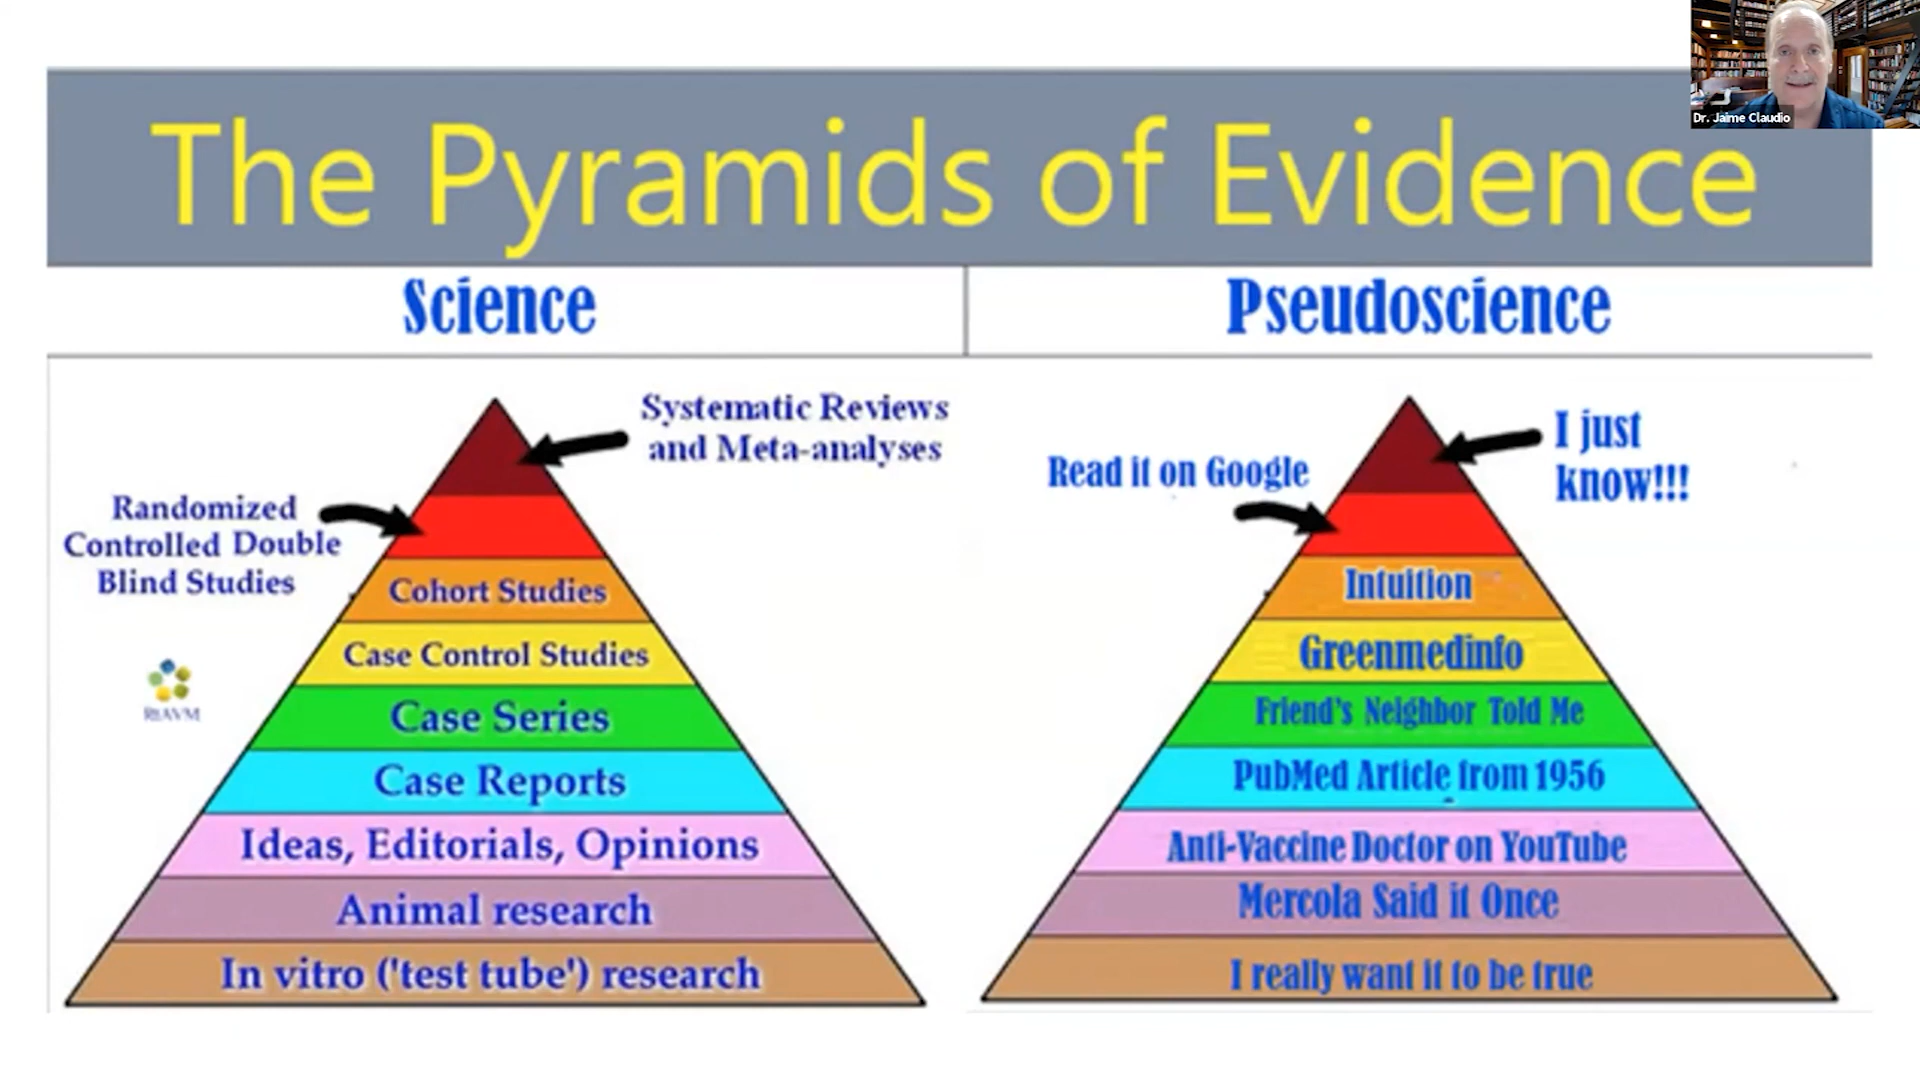 Dr. Jaime Claudio
The Pyramids of Evidence
Science
Pseudoscience
Systematic Reviews
and Meta-analyses
Randomized
Controlled Double
Blind Studies
Cohort Studies
Case Control Studies
Case Series
Case Reports
Ideas, Editorials, Opinions
Animal research
In vitro ('test tube') research
I just
know!!!
Read it on Google
Intuition
Greenmedinfo
Friend's Neighbor Told Me
PubMed Article from 1956
Anti-Vaccine Doctor on YouTube
Mercola Said it Once
I really want it to be true